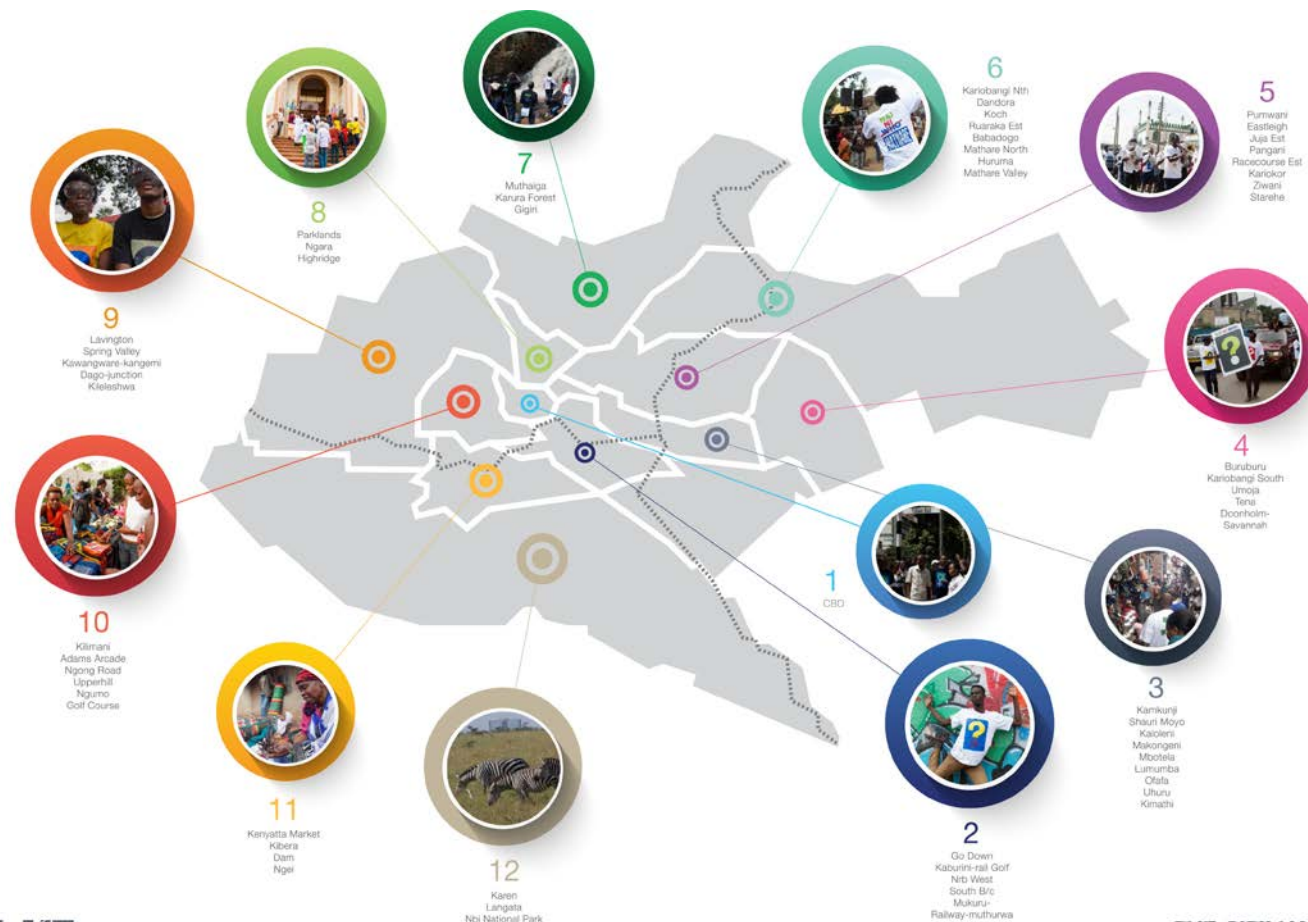 6
Kariobangi Nth
Dandora
Koch
Ruaraka Est
Babadogo
Mathare North
Huruma
Mathare Valley
5
Pumwani
Eastleigh
Juja Est
Pangani
Racecourse Est
Kariokor
Ziwani
Starehe
7
Muthaiga
Karura Forest
Gigiri
8
Parklands
Ngara
Highridge
9
Lavington
Spring Valley
Kawangware-kangemi
Dago-junction
Kileleshwa
4
Buruburu
Kariobangi South
Umoja
Tena
Doonholm-
Savannah
1
CBD
10
Kilimani
Adams Arcade
Ngong Road
Upperhill
Ngumo
Golf Course
3
Kamkunji
Shauri Moyo
Kaloleni
Makongeni
Mbotela
Lumumba
Ofafa
Uhuru
Kimathi
11
Kenyatta Market
Kibera
Dam
Ngei
12
Karen
Langata
Nbi National Park
2
Go Down
Kaburini-rail Golf
Nrb West
South B/c
Mukuru-
Railway-muthurwa